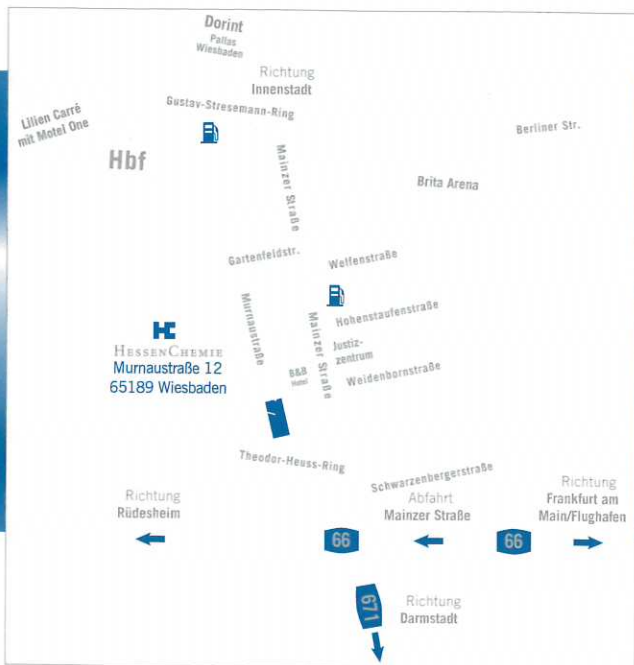 Dorint
Pallas
Wiesbaden
Richtung
Innenstadt
Lilien Carré
mit Motel One
Gustav-Stresemann-Ring
Berliner Str.
Hbf
Mainzer Straße
Brita Arena
Gartenfeldstr.
Welfenstraße
Murnaustraße
Mainzer Straße
Hohenstaufenstraße
Justiz-
zentrum
HESSENCHEMIE
Murnaustraße 12
65189 Wiesbaden
B&B
Hotel
Weidenbornstraße
Theodor-Heuss-Ring
Schwarzenbergerstraße
Richtung
Rüdesheim
Abfahrt
Mainzer Straße
Richtung
Frankfurt am
Main/Flughafen
66
66
671
Richtung
Darmstadt